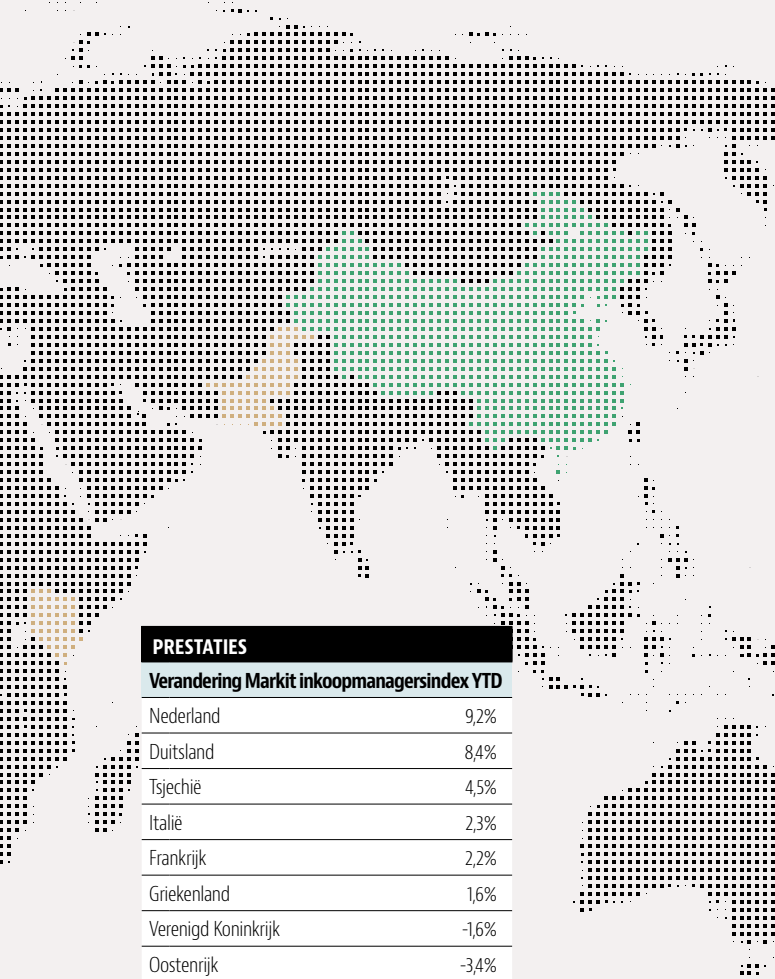 PRESTATIES
Verandering Markit inkoopmanagersindex YTD
Nederland 9,2%
Duitsland 8,4%
Tsjechië 4,5%
Italië 2,3%
Frankrijk 2,2%
Griekenland 1,6%
Verenigd Koninkrijk -1,6%
Oostenrijk -3,4%